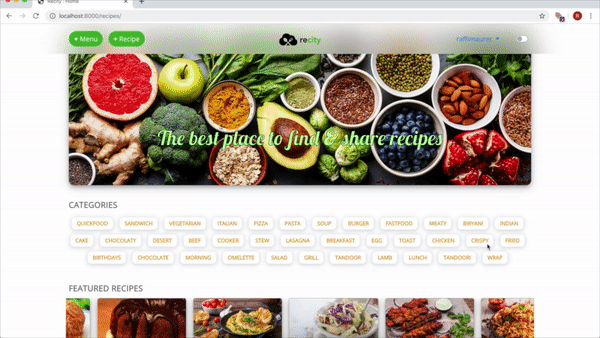 Recity - Home
localhost:8000/recipes/
+ Menu
+ Recipe
recity
raffimauree
The best place to find & share recipes
CATEGORIES
QUICKFOOD SANDWICH VEGETARIAN ITALIAN PIZZA PASTA SOUP BURGER FASTFOOD MEATY BIRYANI INDIAN
CAKE CHOCOLATY DESERT BEEF COOKER STEW LASAGNA BREAKFAST EGG TOAST CHICKEN CRISPY FRIED
BIRTHDAYS CHOCOLATE MORNING OMELETTE SALAD GRILL TANDOOR LAMB LUNCH TANDOORI WRAP
FEATURED RECIPES